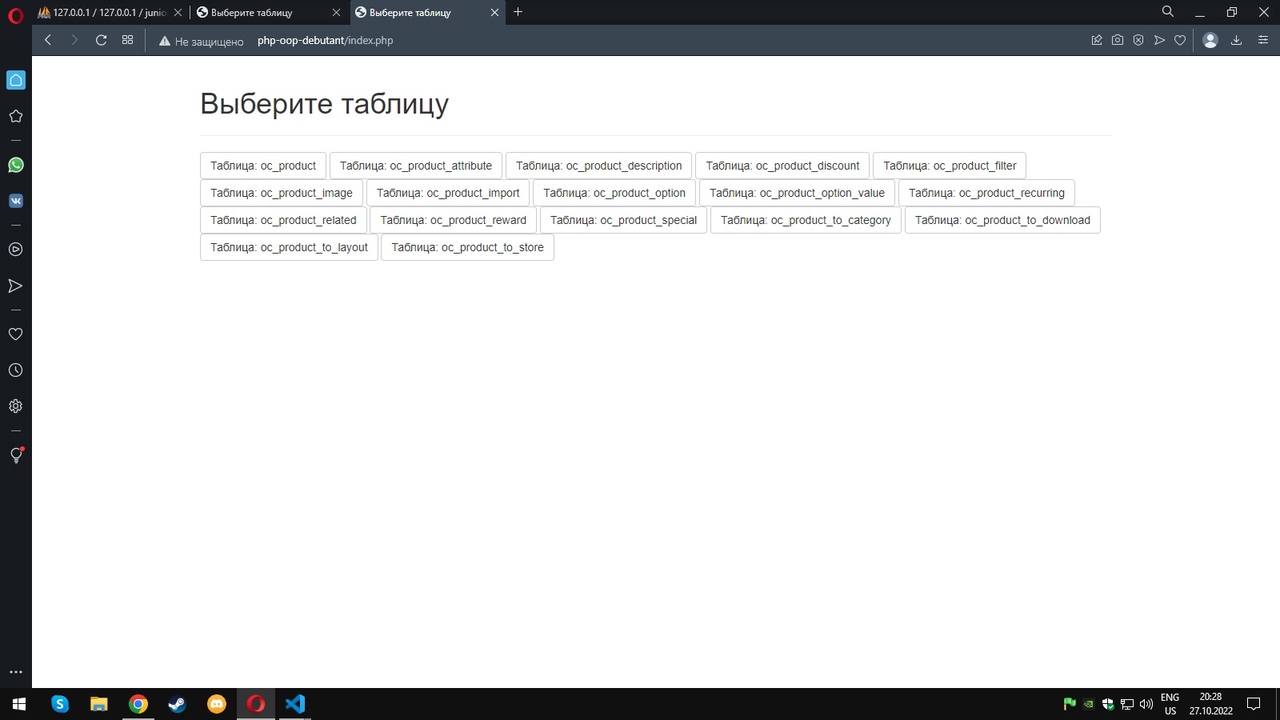 127.0.0.1 / 127.0.0.1 / junio
Выберите таблицу
Выберите таблицу
Не защищено php-oop-debutant/index.php
Выберите таблицу
Таблица: oc_product Таблица: oc_product_attribute Таблица: oc_product_description Таблица: oc_product_discount Таблица: oc_product_filter
Таблица: oc_product_image Таблица: oc_product_import Таблица: oc_product_option Таблица: oc_product_option_value Таблица: oc_product_recurring
Таблица: oc_product_related Таблица: oc_product_reward Таблица: oc_product_special Таблица: oc_product_to_category Таблица: oc_product_to_download
Таблица: oc_product_to_layout Таблица: oc_product_to_store
ENG 20:28
US 27.10.2022